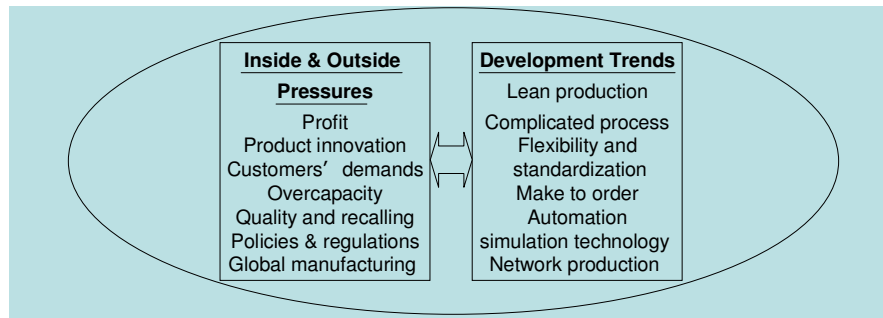 Inside & Outside
Pressures
Profit
Product innovation
Customers’ demands
Overcapacity
Quality and recalling
Policies & regulations
Global manufacturing
Development Trends
Lean production
Complicated process
Flexibility and
standardization
Make to order
Automation
simulation technology
Network production